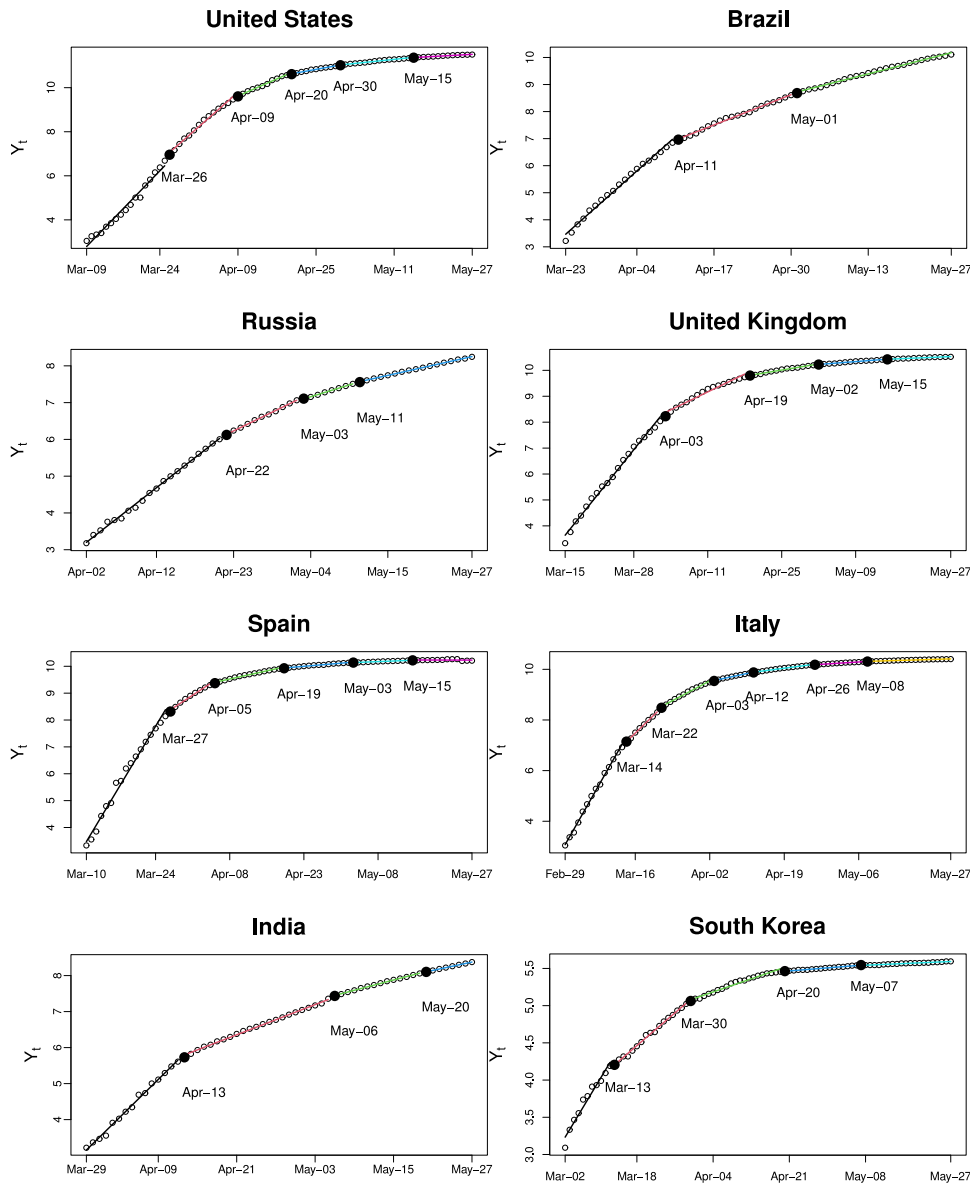 United States
Y_t
4 6 8 10
Mar-26
Apr-09
Apr-20
Apr-30
May-15
Mar-09 Mar-24 Apr-09 Apr-25 May-11 May-27
Brazil
Y_t
3 4 5 6 7 8 9 10
Apr-11
May-01
Mar-23 Apr-04 Apr-17 Apr-30 May-13 May-27
Russia
Y_t
3 4 5 6 7 8
Apr-22
May-03
May-11
Apr-02 Apr-12 Apr-23 May-04 May-15 May-27
United Kingdom
Y_t
4 5 6 7 8 9 10
Apr-03
Apr-19
May-02
May-15
Mar-15 Mar-28 Apr-11 Apr-25 May-09 May-27
Spain
Y_t
4 5 6 7 8 9 10
Mar-27
Apr-05
Apr-19
May-03
May-15
Mar-10 Mar-24 Apr-08 Apr-23 May-08 May-27
Italy
Y_t
4 6 8 10
Mar-14
Mar-22
Apr-03
Apr-12
Apr-26
May-08
Feb-29 Mar-16 Apr-02 Apr-19 May-06 May-27
India
Y_t
4 5 6 7 8
Apr-13
May-06
May-20
Mar-29 Apr-09 Apr-21 May-03 May-15 May-27
South Korea
Y_t
3.0 3.5 4.0 4.5 5.0 5.5
Mar-13
Mar-30
Apr-20
May-07
Mar-02 Mar-18 Apr-04 Apr-21 May-08 May-27